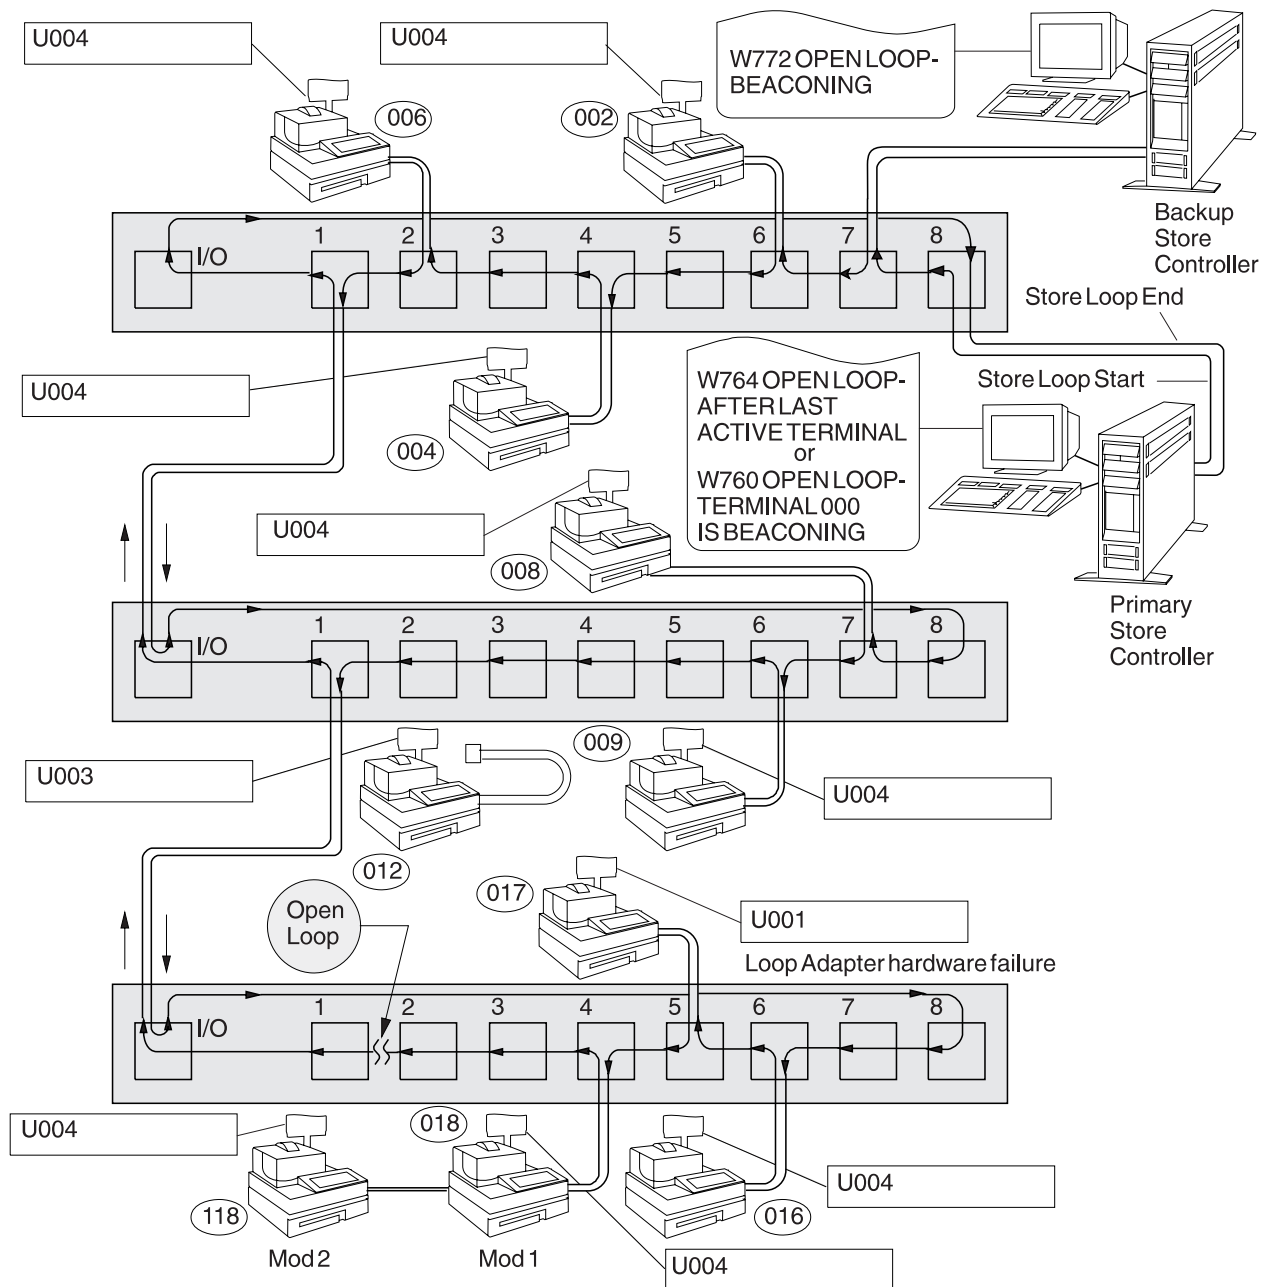 U004
U004
W772 OPEN LOOP-
BEACONING
006
002
Backup
Store
Controller
I/O
1
2
3
4
5
6
7
8
Store Loop End
U004
004
W764 OPEN LOOP-
AFTER LAST
ACTIVE TERMINAL
or
W760 OPEN LOOP-
TERMINAL 000
IS BEACONING
Store Loop Start
U004
008
Primary
Store
Controller
I/O
1
2
3
4
5
6
7
8
U003
012
009
U004
Open
Loop
017
U001
Loop Adapter hardware failure
I/O
1
2
3
4
5
6
7
8
U004
018
U004
118
016
Mod 2
Mod 1
U004